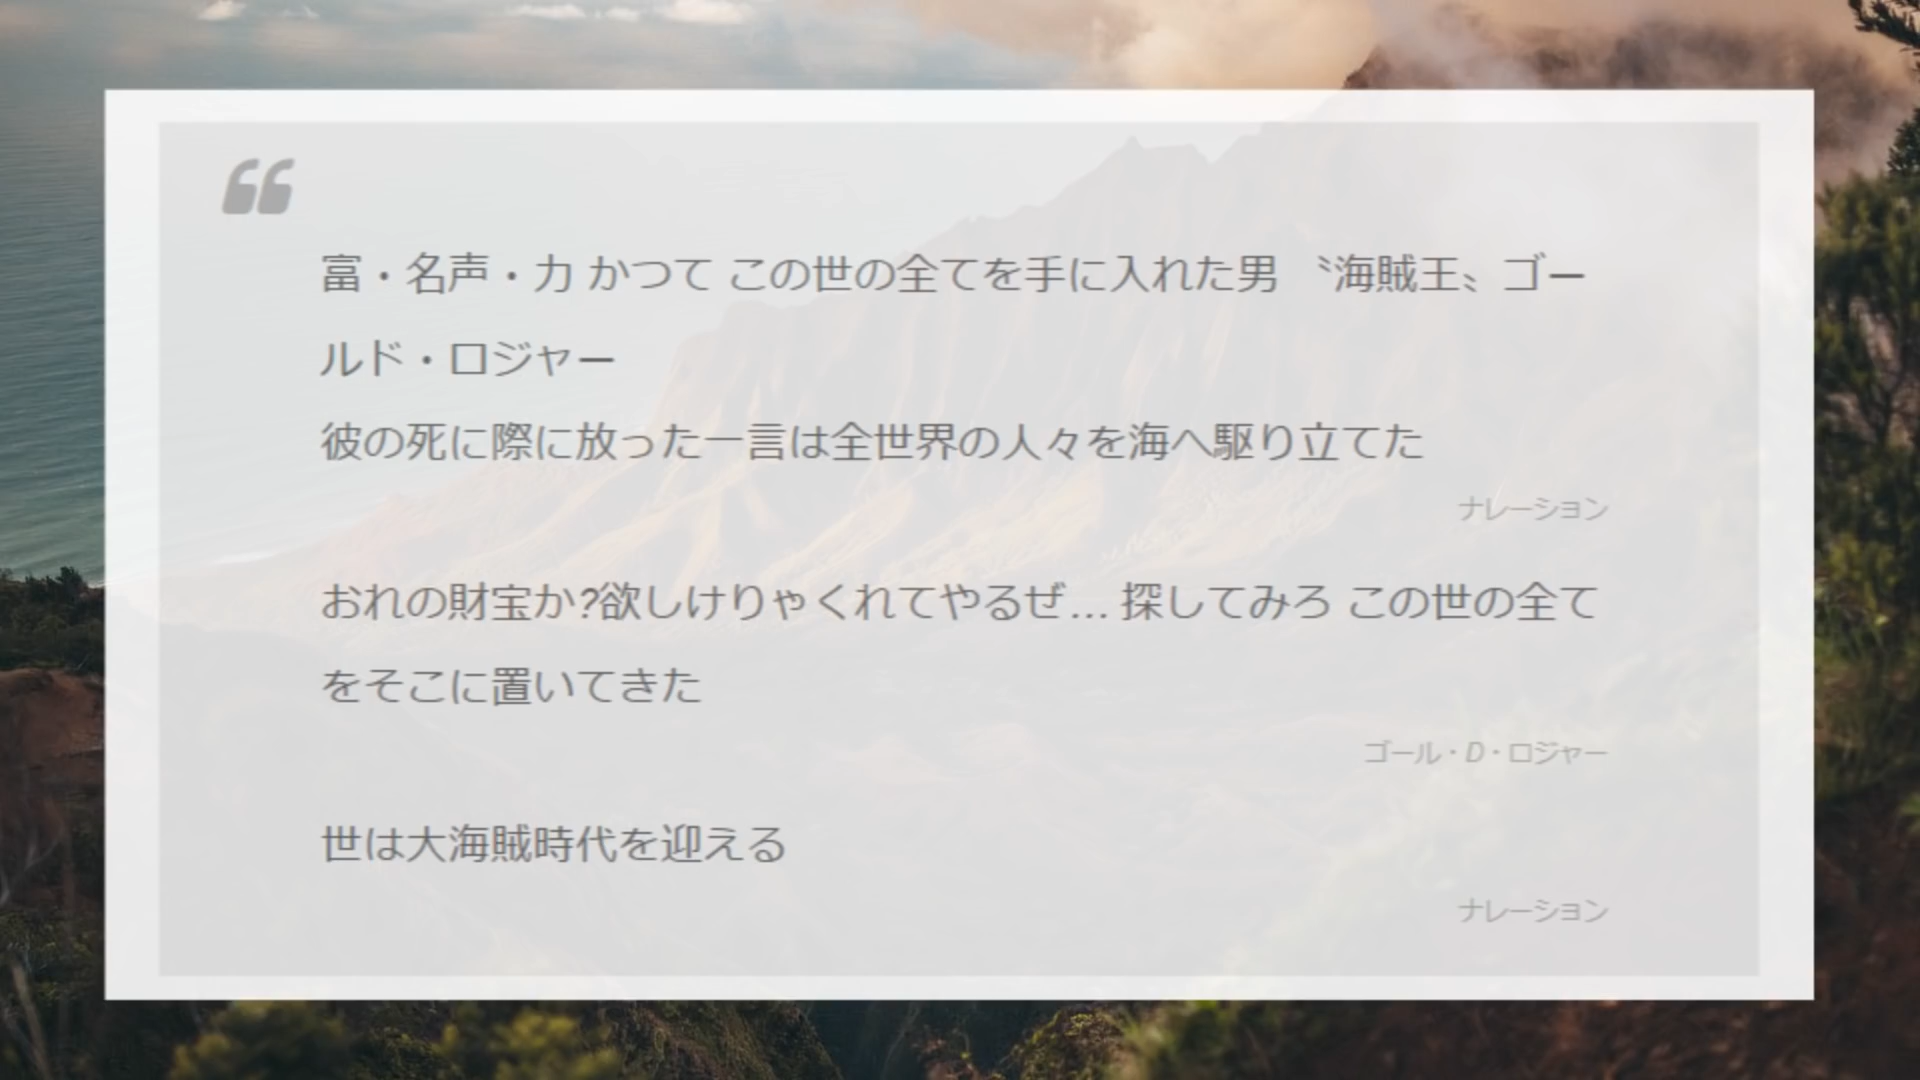 富・名声・力 かつて この世の全てを手に入れた男 〝海賊王〟ゴー
ルド・ロジャー
彼の死に際に放った一言は全世界の人々を海へ駆り立てた
ナレーション
おれの財宝か?欲しけりゃくれてやるぜ… 探してみろ この世の全て
をそこに置いてきた
ゴール・D・ロジャー
世は大海賊時代を迎える
ナレーション